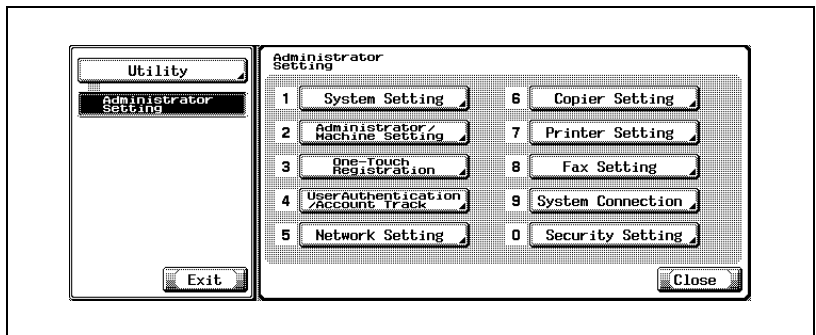 Utility
Administrator
Setting
Exit
Administrator
Setting
1 System Setting
2 Administrator/
Machine Setting
3 One-Touch
Registration
4 UserAuthentication
/Account Track
5 Network Setting
6 Copier Setting
7 Printer Setting
8 Fax Setting
9 System Connection
0 Security Setting
Close